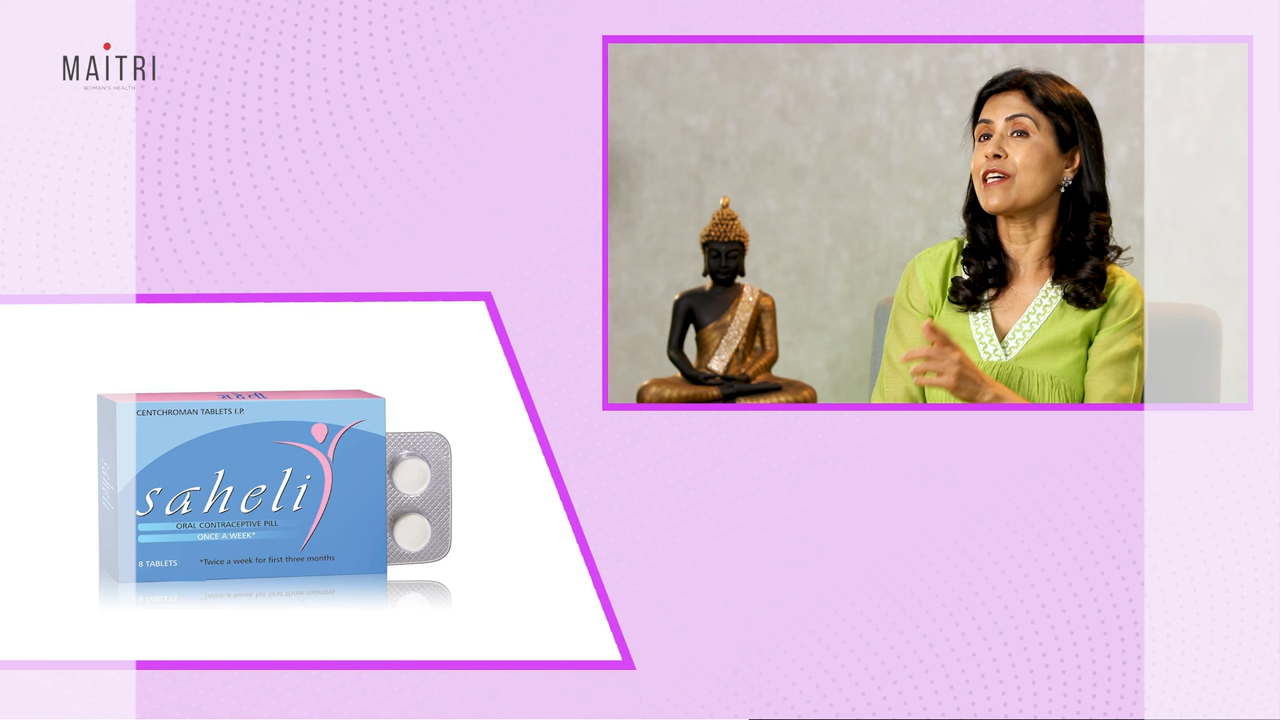 MAITRI
WOMAN'S HEALTH
सहेली
CENTCHROMAN TABLETS I.P.
saheli
ORAL CONTRACEPTIVE PILL
ONCE A WEEK*
8 TABLETS
*Twice a week for first three months